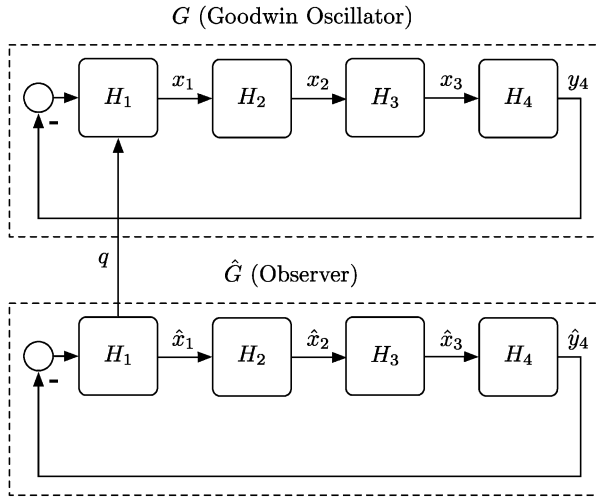 G (Goodwin Oscillator)
H₁ x₁ H₂ x₂ H₃ x₃ H₄ y₄
-
q
Ĝ (Observer)
H₁ x̂₁ H₂ x̂₂ H₃ x̂₃ H₄ ŷ₄
-